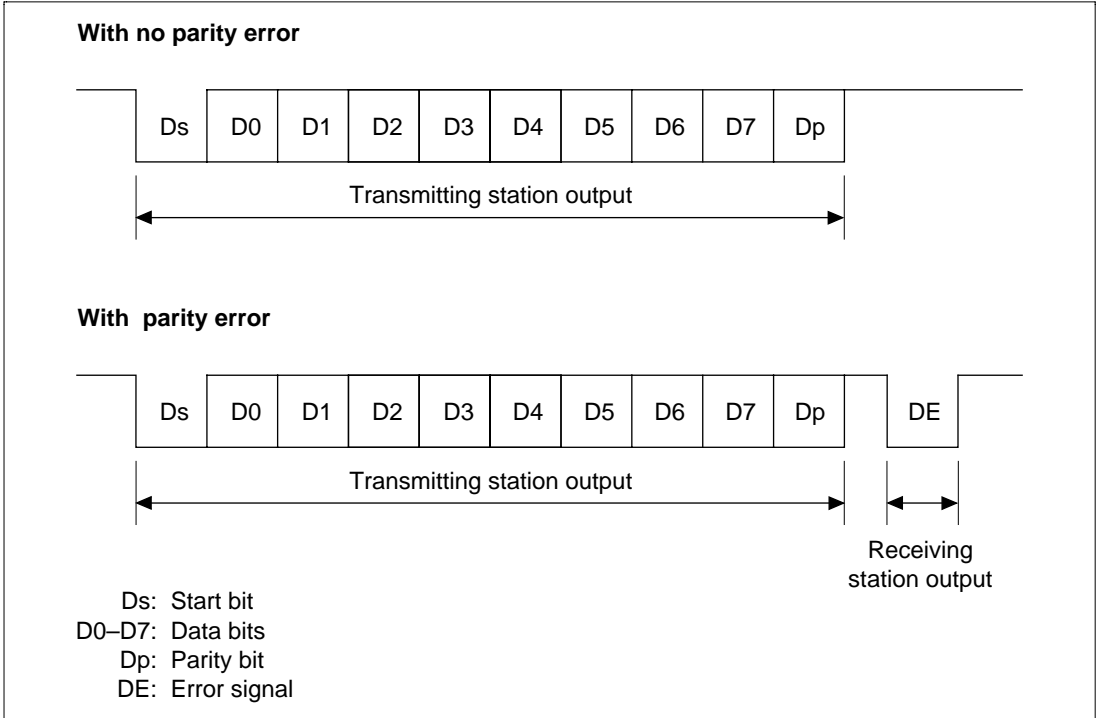 With no parity error
Ds D0 D1 D2 D3 D4 D5 D6 D7 Dp
Transmitting station output
With parity error
Ds D0 D1 D2 D3 D4 D5 D6 D7 Dp DE
Transmitting station output
Receiving
station output
Ds: Start bit
D0–D7: Data bits
Dp: Parity bit
DE: Error signal